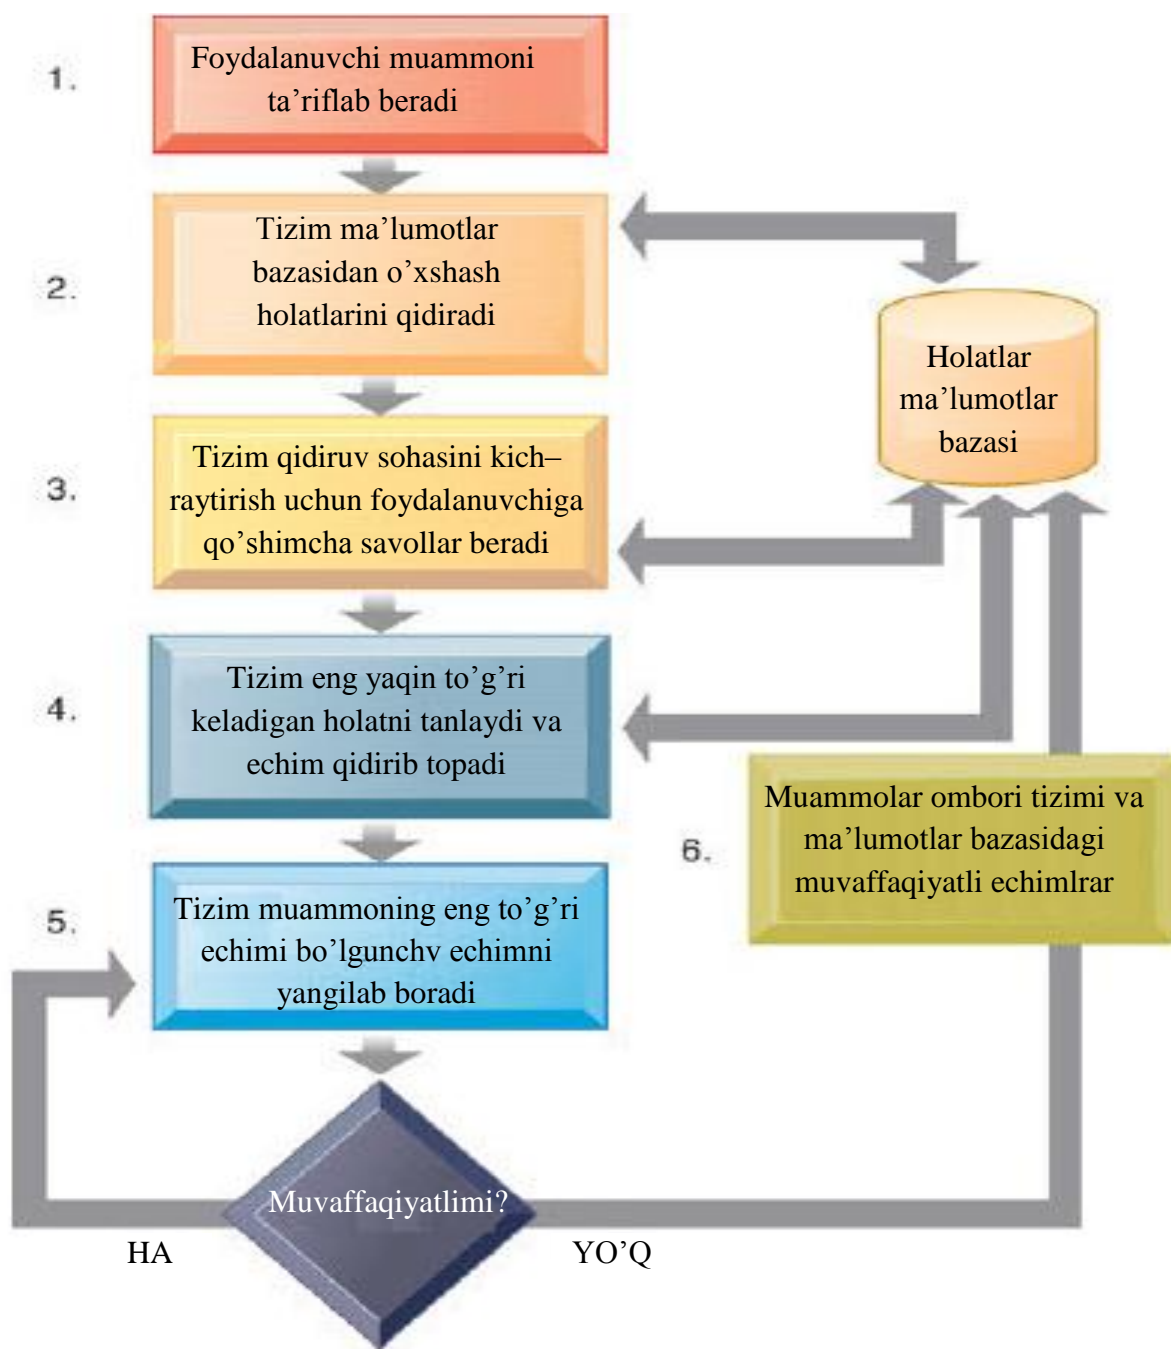 1.
Foydalanuvchi muammoni
ta’riflab beradi
2.
Tizim ma’lumotlar
bazasidan o’xshash
holatlarini qidiradi
Holatlar
ma’lumotlar
bazasi
3.
Tizim qidiruv sohasini kich–
raytirish uchun foydalanuvchiga
qo’shimcha savollar beradi
4.
Tizim eng yaqin to’g’ri
keladigan holatni tanlaydi va
echim qidirib topadi
5.
Tizim muammoning eng to’g’ri
echimi bo’lgunchv echimni
yangilab boradi
6.
Muammolar ombori tizimi va
ma’lumotlar bazasidagi
muvaffaqiyatli echimlrar
Muvaffaqiyatlimi?
HA
YO’Q